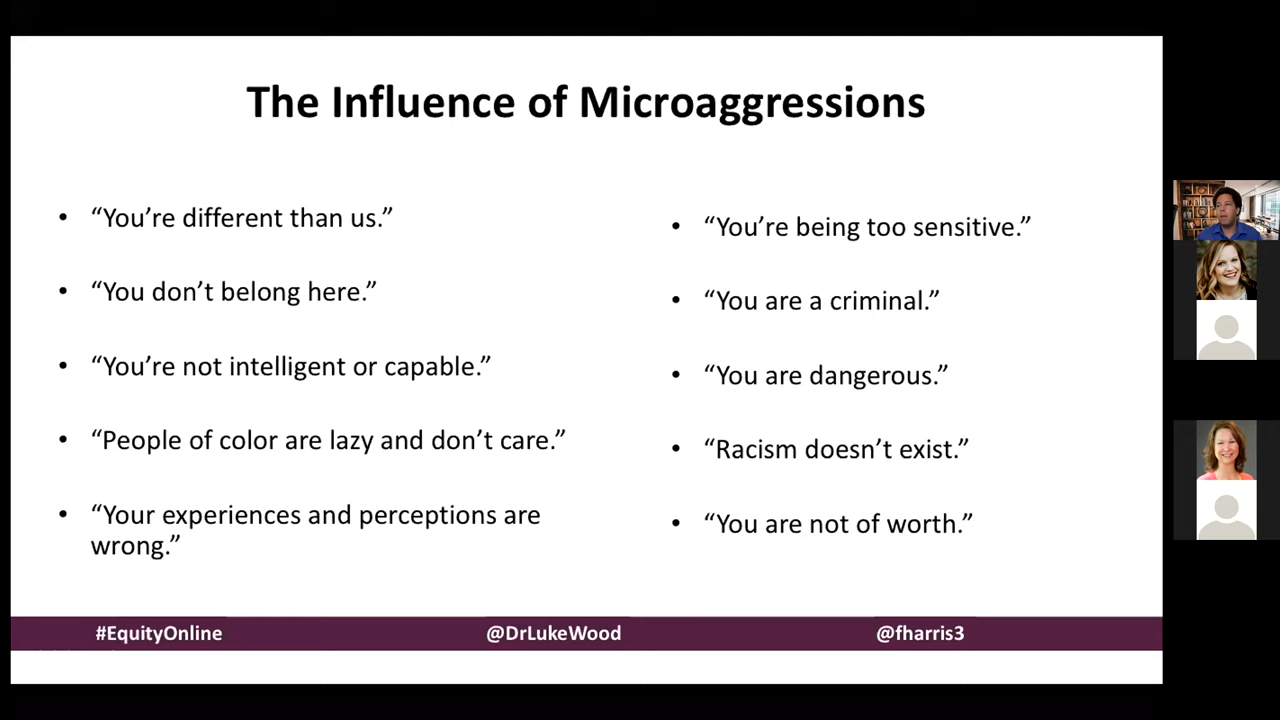 The Influence of Microaggressions
• “You’re different than us.”
• “You don’t belong here.”
• “You’re not intelligent or capable.”
• “People of color are lazy and don’t care.”
• “Your experiences and perceptions are
wrong.”
• “You’re being too sensitive.”
• “You are a criminal.”
• “You are dangerous.”
• “Racism doesn’t exist.”
• “You are not of worth.”
#EquityOnline
@DrLukeWood
@fharris3